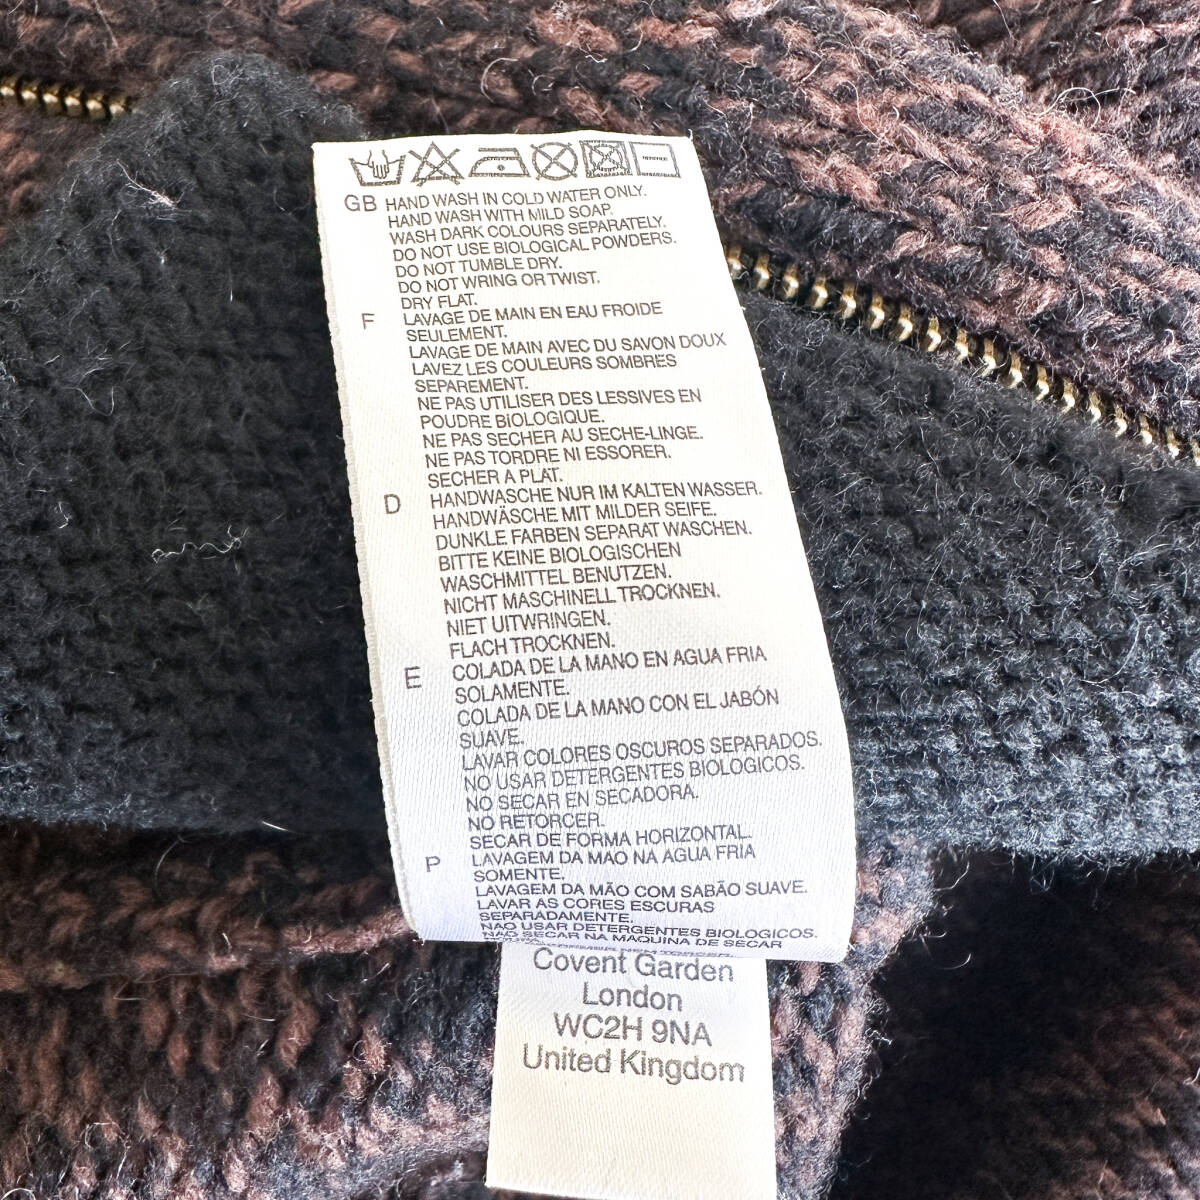 GB HAND WASH IN COLD WATER ONLY.
HAND WASH WITH MILD SOAP.
WASH DARK COLOURS SEPARATELY.
DO NOT USE BIOLOGICAL POWDERS.
DO NOT TUMBLE DRY.
DO NOT WRING OR TWIST.
DRY FLAT.
F LAVAGE DE MAIN EN EAU FROIDE
SEULEMENT.
LAVAGE DE MAIN AVEC DU SAVON DOUX
LAVEZ LES COULEURS SOMBRES
SEPAREMENT.
NE PAS UTILISER DES LESSIVES EN
POUDRE BIOLOGIQUE.
NE PAS SECHER AU SECHE-LINGE.
NE PAS TORDRE NI ESSORER.
SECHER A PLAT.
D HANDWASCHE NUR IM KALTEN WASSER.
HANDWÄSCHE MIT MILDER SEIFE.
DUNKLE FARBEN SEPARAT WASCHEN.
BITTE KEINE BIOLOGISCHEN
WASCHMITTEL BENUTZEN.
NICHT MASCHINELL TROCKNEN.
NIET UITWRINGEN.
FLACH TROCKNEN.
E COLADA DE LA MANO EN AGUA FRIA
SOLAMENTE.
COLADA DE LA MANO CON EL JABÓN
SUAVE.
LAVAR COLORES OSCUROS SEPARADOS.
NO USAR DETERGENTES BIOLOGICOS.
NO SECAR EN SECADORA.
NO RETORCER.
SECAR DE FORMA HORIZONTAL.
P LAVAGEM DA MAO NA AGUA FRIA
SOMENTE.
LAVAGEM DA MÃO COM SABÃO SUAVE.
LAVAR AS CORES ESCURAS
SEPARADAMENTE.
NAO USAR DETERGENTES BIOLOGICOS.
NAO SECAR NA MAQUINA DE SECAR
NEM TORCER.
Covent Garden
London
WC2H 9NA
United Kingdom